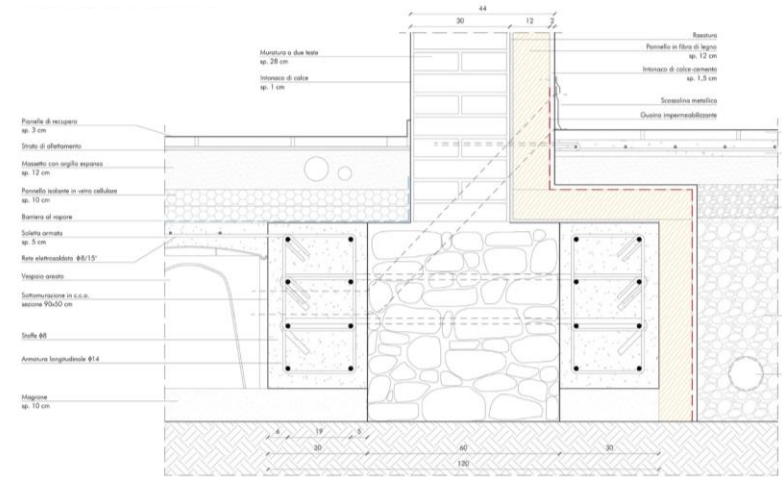 44
30 12 2
Muratura a due teste
sp. 28 cm
Intonaco di calce
sp. 1 cm
Rasatura
Pannello in fibra di legno
sp. 12 cm
Intonaco di calce-cemento
sp. 1,5 cm
Scossalina metallica
Guaina impermeabilizzante
Pianelle di recupero
sp. 3 cm
Strato di allettamento
Massetto con argilla espansa
sp. 12 cm
Pannello isolante in vetro cellulare
sp. 10 cm
Barriera al vapore
Soletta armata
sp. 5 cm
Rete elettrosaldata Φ8/15"
Vespaio areato
Sottomurazione in c.c.a.
sezione 90x50 cm
Staffe Φ8
Armatura longitudinale Φ14
Magrone
sp. 10 cm
6 19 5
30 60 30
120